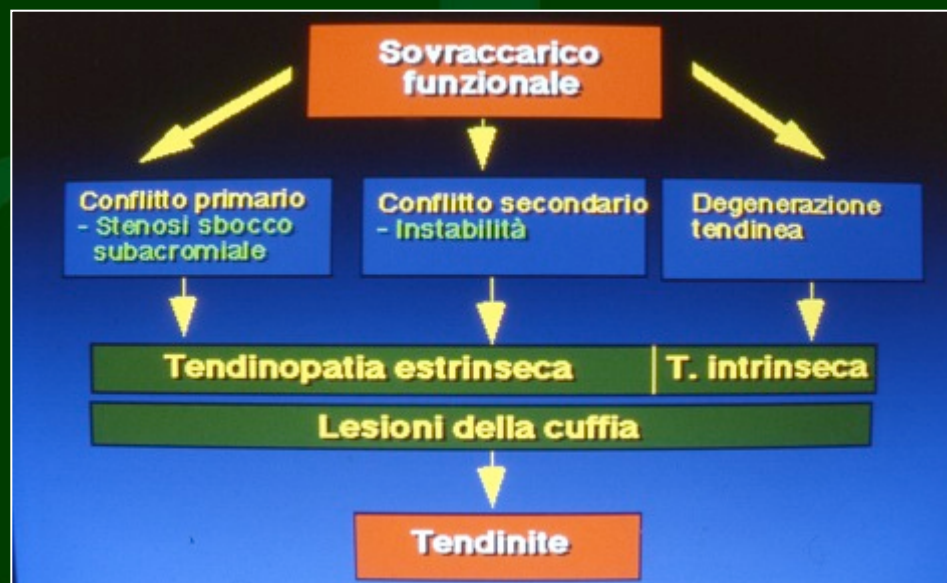 Sovraccarico
funzionale
Conflitto primario
- Stenosi sbocco
subacromiale
Conflitto secondario
- Instabilità
Degenerazione
tendinea
Tendinopatia estrinseca
T. intrinseca
Lesioni della cuffia
Tendinite